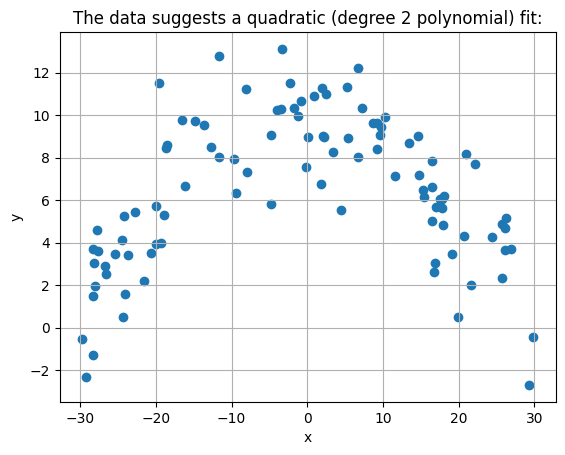 The data suggests a quadratic (degree 2 polynomial) fit:
12
10
8
6
4
2
0
−2
y
−30 −20 −10 0 10 20 30
x